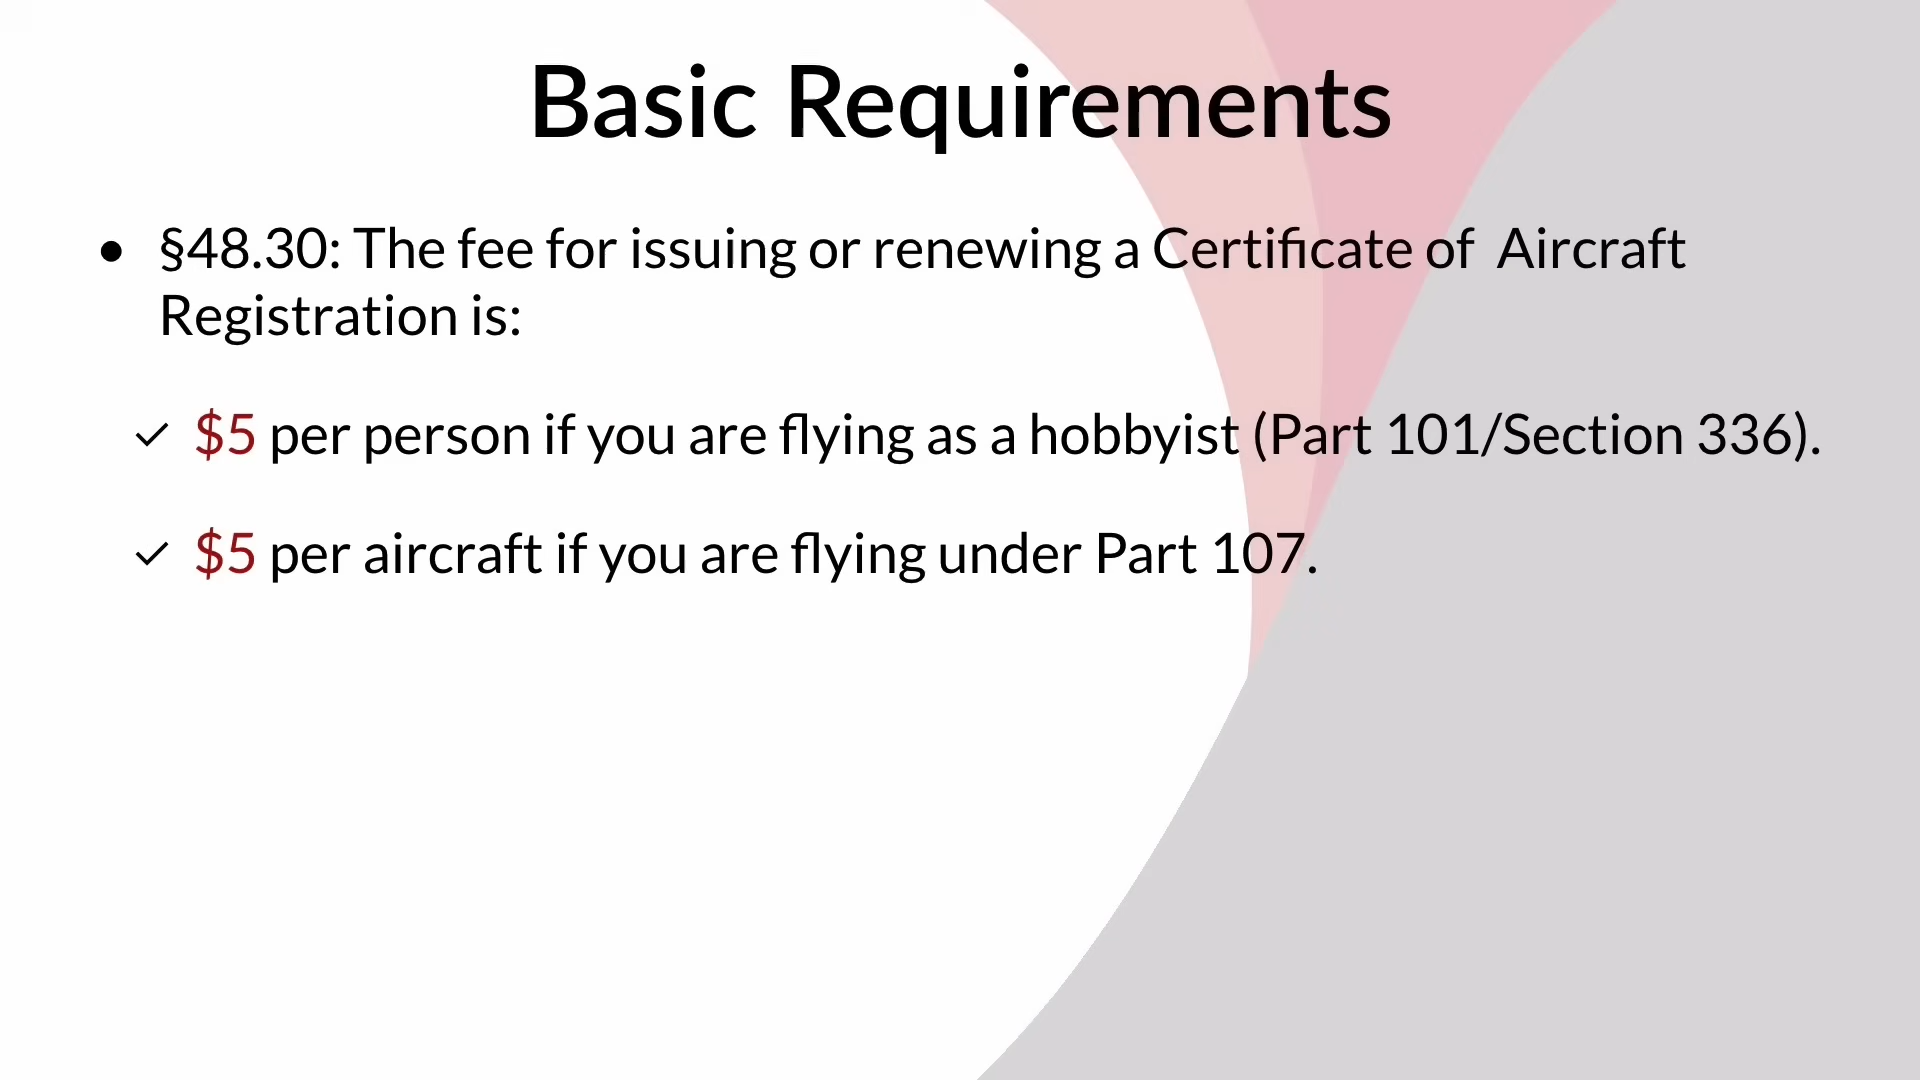 Basic Requirements
• §48.30: The fee for issuing or renewing a Certificate of  Aircraft
Registration is:
✓ $5 per person if you are flying as a hobbyist (Part 101/Section 336).
✓ $5 per aircraft if you are flying under Part 107.